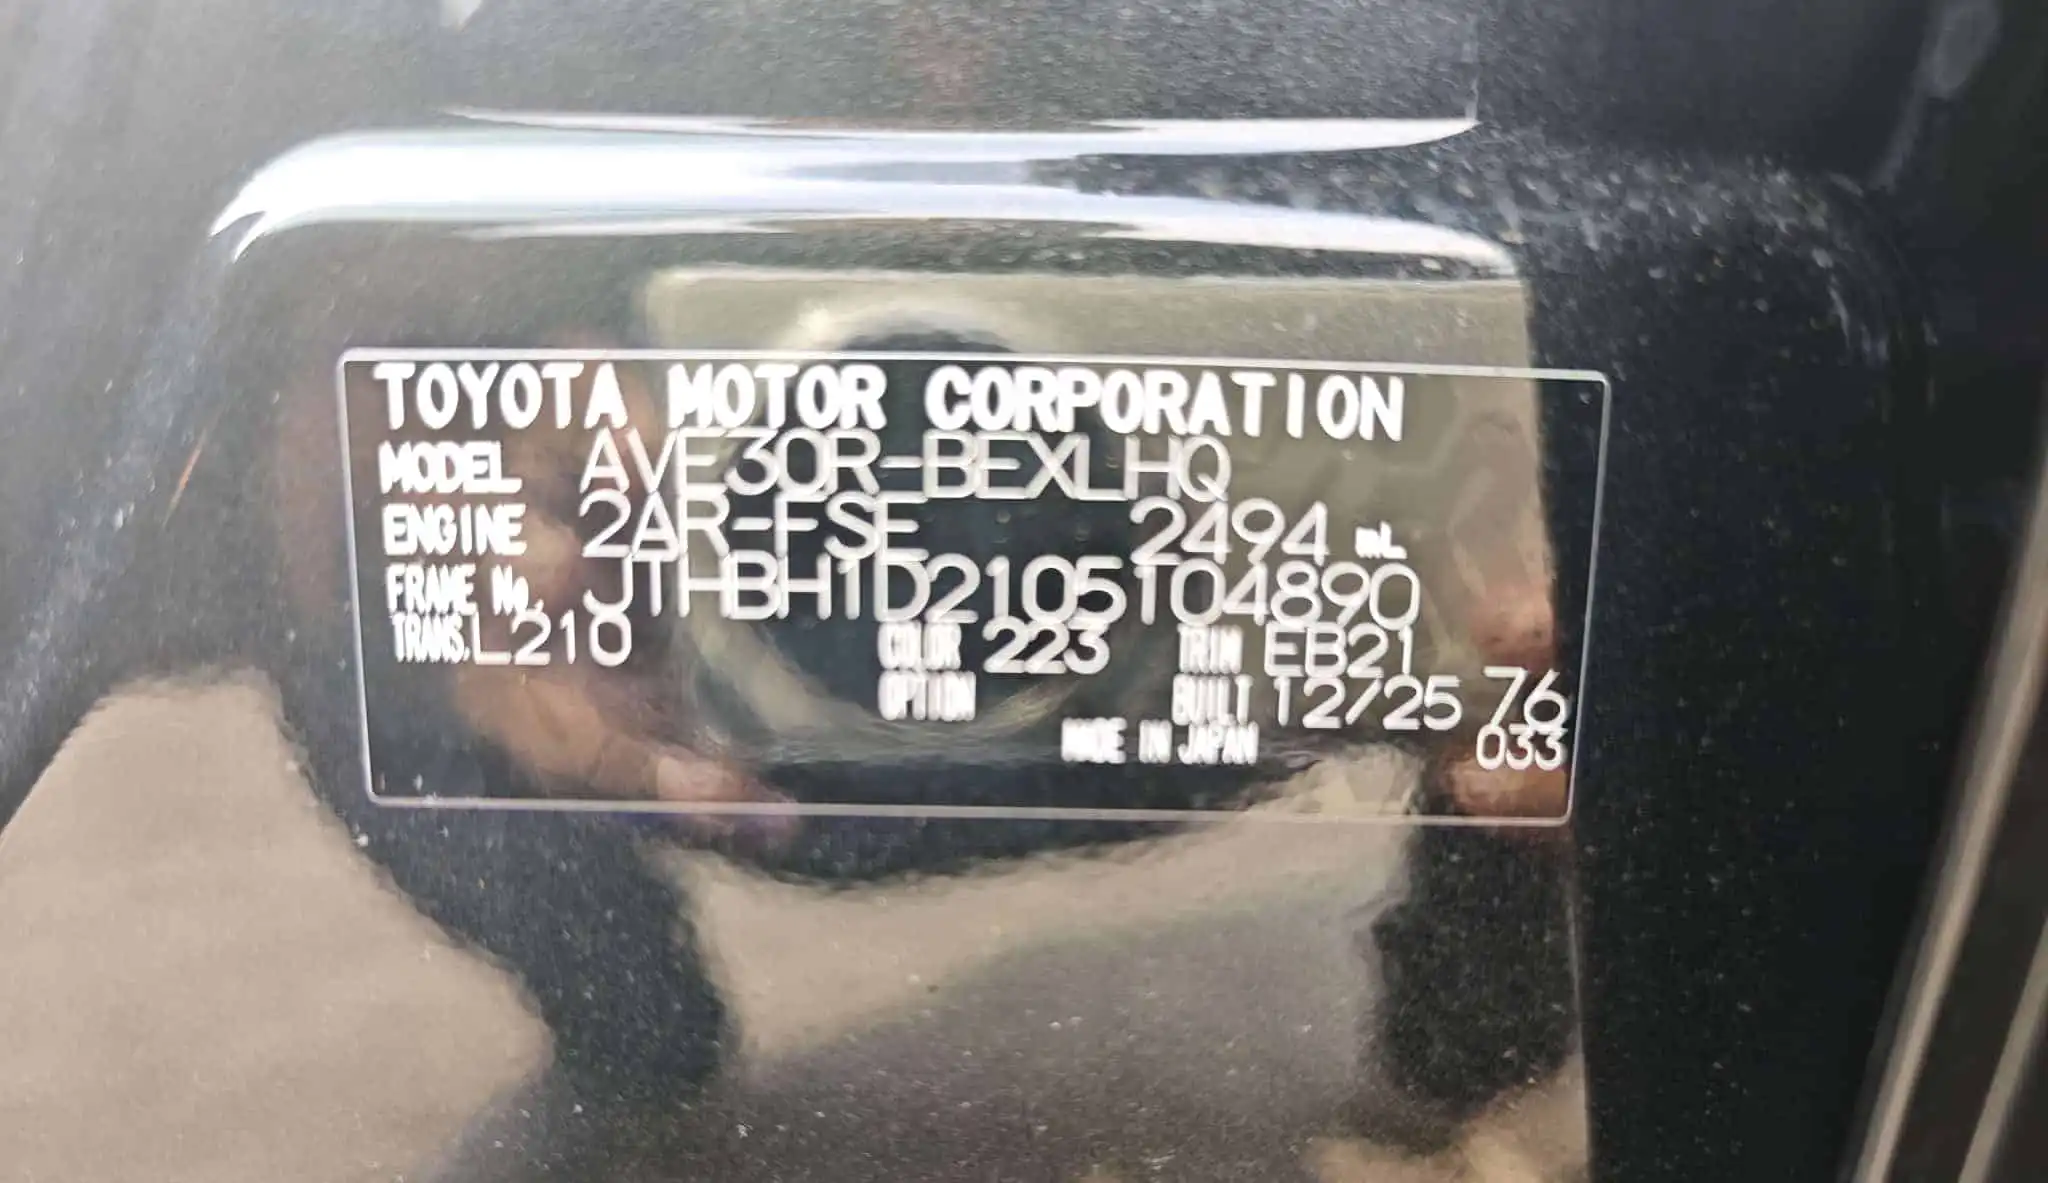 TOYOTA MOTOR CORPORATION
MODEL AVE30R-BEXLHQ
ENGINE 2AR-FSE 2494 mL
FRAME No. JTHBH1D2105104890
TRANS. L210 COLOR 223 TRIM EB21
OPTION BUILT 12/25 76
MADE IN JAPAN 033